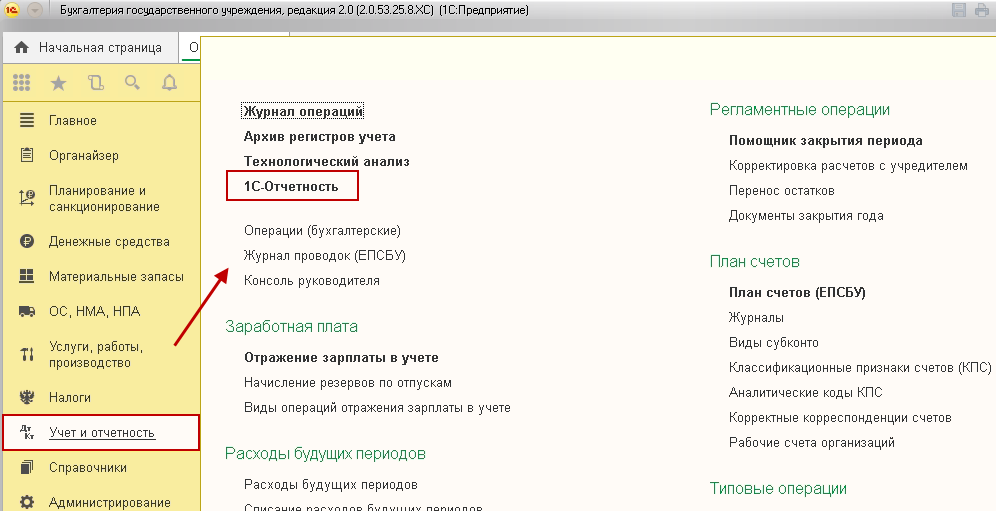 Бухгалтерия государственного учреждения, редакция 2.0 (2.0.53.25.8.ХС) (1С:Предприятие)
Начальная страница
О
Главное
Органайзер
Планирование и
санкционирование
Денежные средства
Материальные запасы
ОС, НМА, НПА
Услуги, работы,
производство
Налоги
Учет и отчетность
Справочники
Администрирование
Журнал операций
Архив регистров учета
Технологический анализ
1С-Отчетность
Операции (бухгалтерские)
Журнал проводок (ЕПСБУ)
Консоль руководителя
Заработная плата
Отражение зарплаты в учете
Начисление резервов по отпускам
Виды операций отражения зарплаты в учете
Расходы будущих периодов
Расходы будущих периодов
Списание расходов будущих периодов
Регламентные операции
Помощник закрытия периода
Корректировка расчетов с учредителем
Перенос остатков
Документы закрытия года
План счетов
План счетов (ЕПСБУ)
Журналы
Виды субконто
Классификационные признаки счетов (КПС)
Аналитические коды КПС
Корректные корреспонденции счетов
Рабочие счета организаций
Типовые операции